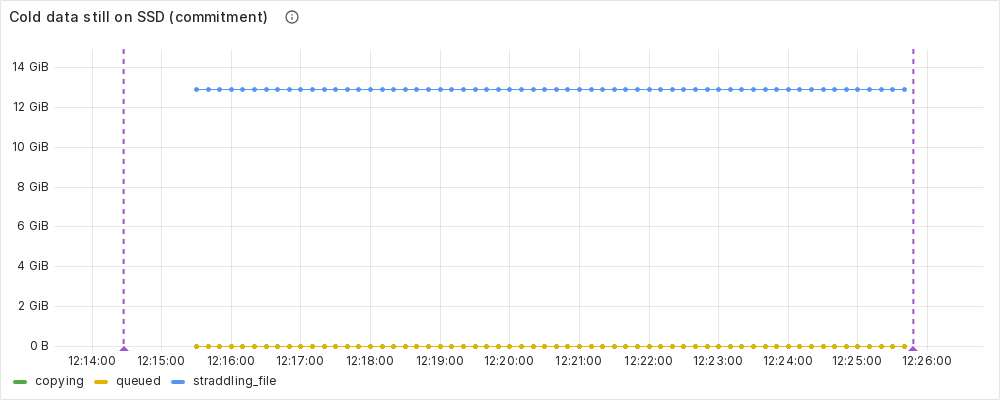 Cold data still on SSD (commitment)
14 GiB
12 GiB
10 GiB
8 GiB
6 GiB
4 GiB
2 GiB
0 B
12:14:00 12:15:00 12:16:00 12:17:00 12:18:00 12:19:00 12:20:00 12:21:00 12:22:00 12:23:00 12:24:00 12:25:00 12:26:00
copying queued straddling_file